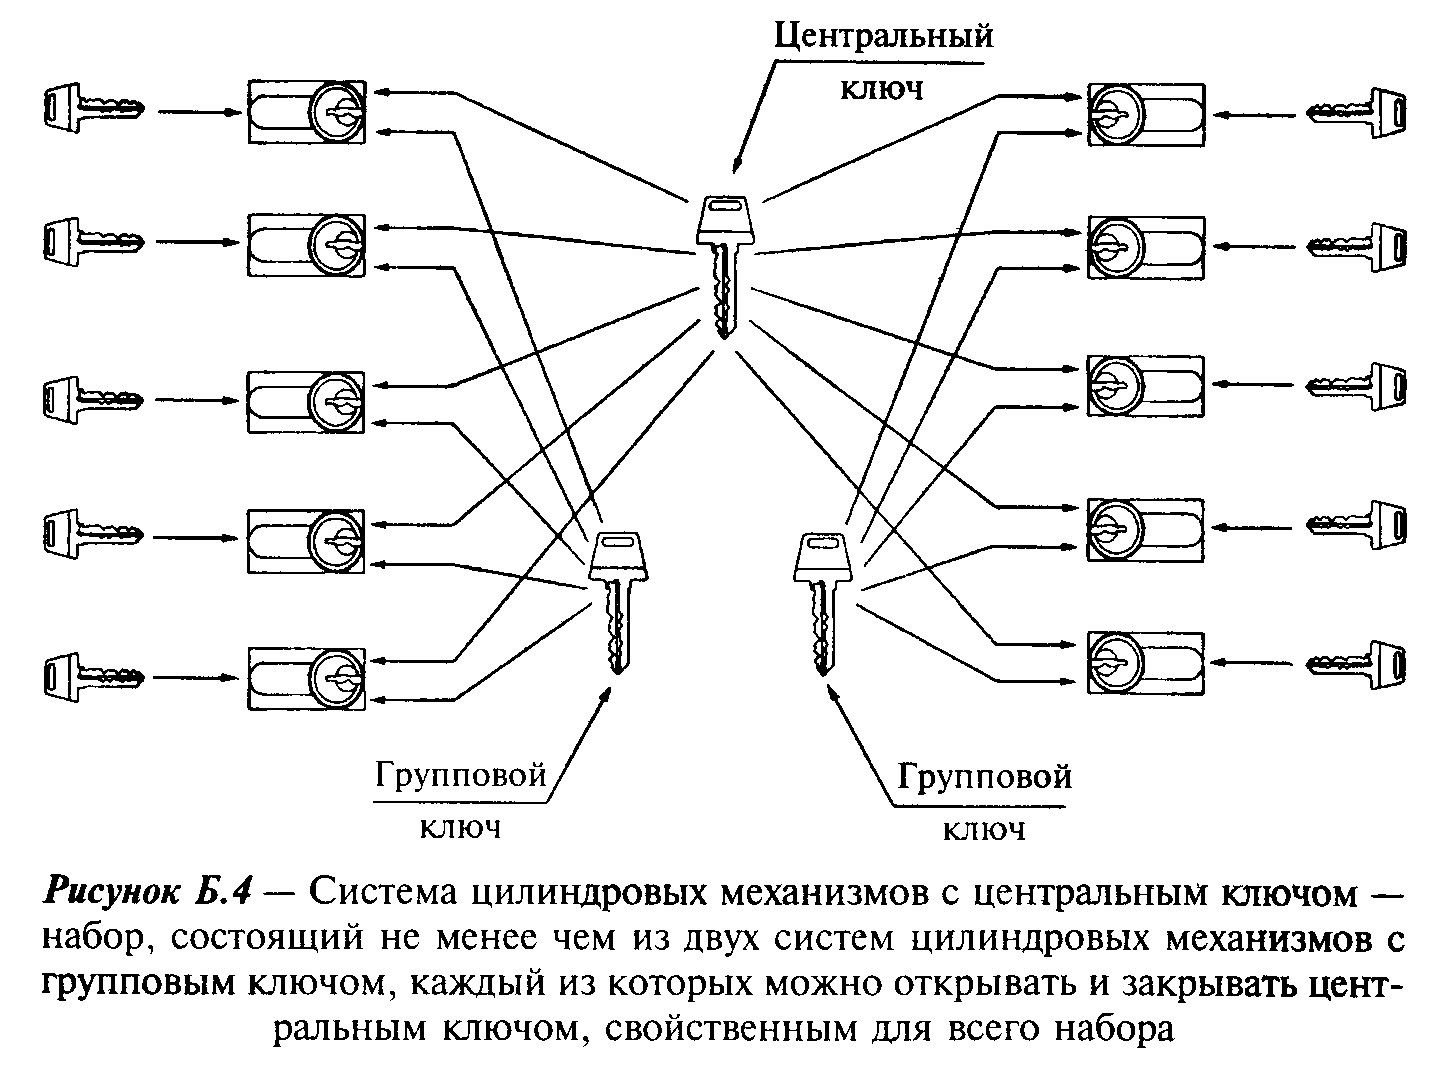 Центральный
ключ
Групповой
ключ
Групповой
ключ
Рисунок Б.4 — Система цилиндровых механизмов с центральным ключом —
набор, состоящий не менее чем из двух систем цилиндровых механизмов с
групповым ключом, каждый из которых можно открывать и закрывать цент-
ральным ключом, свойственным для всего набора